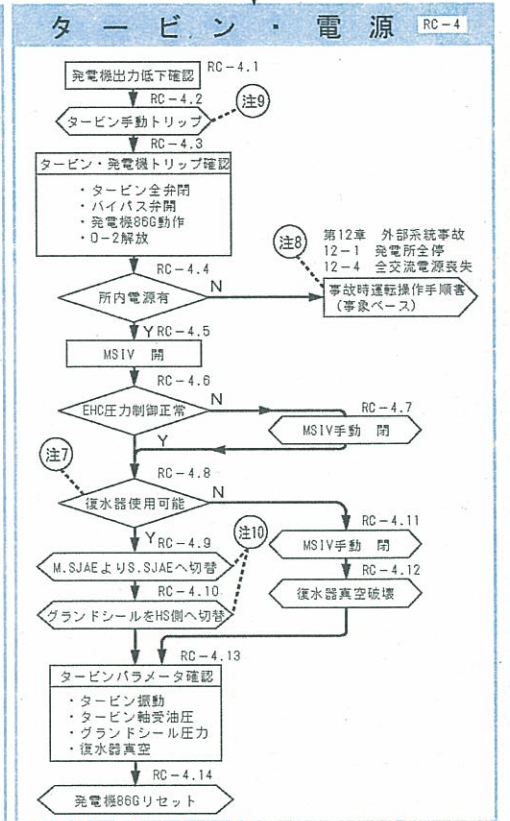 タービン・電源 RC-4
発電機出力低下確認 RC-4.1
RC-4.2
注9
タービン手動トリップ
RC-4.3
タービン・発電機トリップ確認
・タービン全弁閉
・バイパス弁開
・発電機86G動作
・O-2解放
注8
第12章 外部系統事故
12-1 発電所全停
12-4 全交流電源喪失
事故時運転操作手順書
(事象ベース)
RC-4.4
所内電源有
N
Y RC-4.5
MSIV 開
RC-4.6
EHC圧力制御正常
N
RC-4.7
MSIV手動 閉
Y
注7
RC-4.8
復水器使用可能
N
Y RC-4.9
注10
RC-4.11
MSIV手動 閉
M.SJAEよりS.SJAEへ切替
RC-4.10
RC-4.12
復水器真空破壊
グランドシールをHS側へ切替
RC-4.13
タービンパラメータ確認
・タービン振動
・タービン軸受油圧
・グランドシール圧力
・復水器真空
RC-4.14
発電機86Gリセット